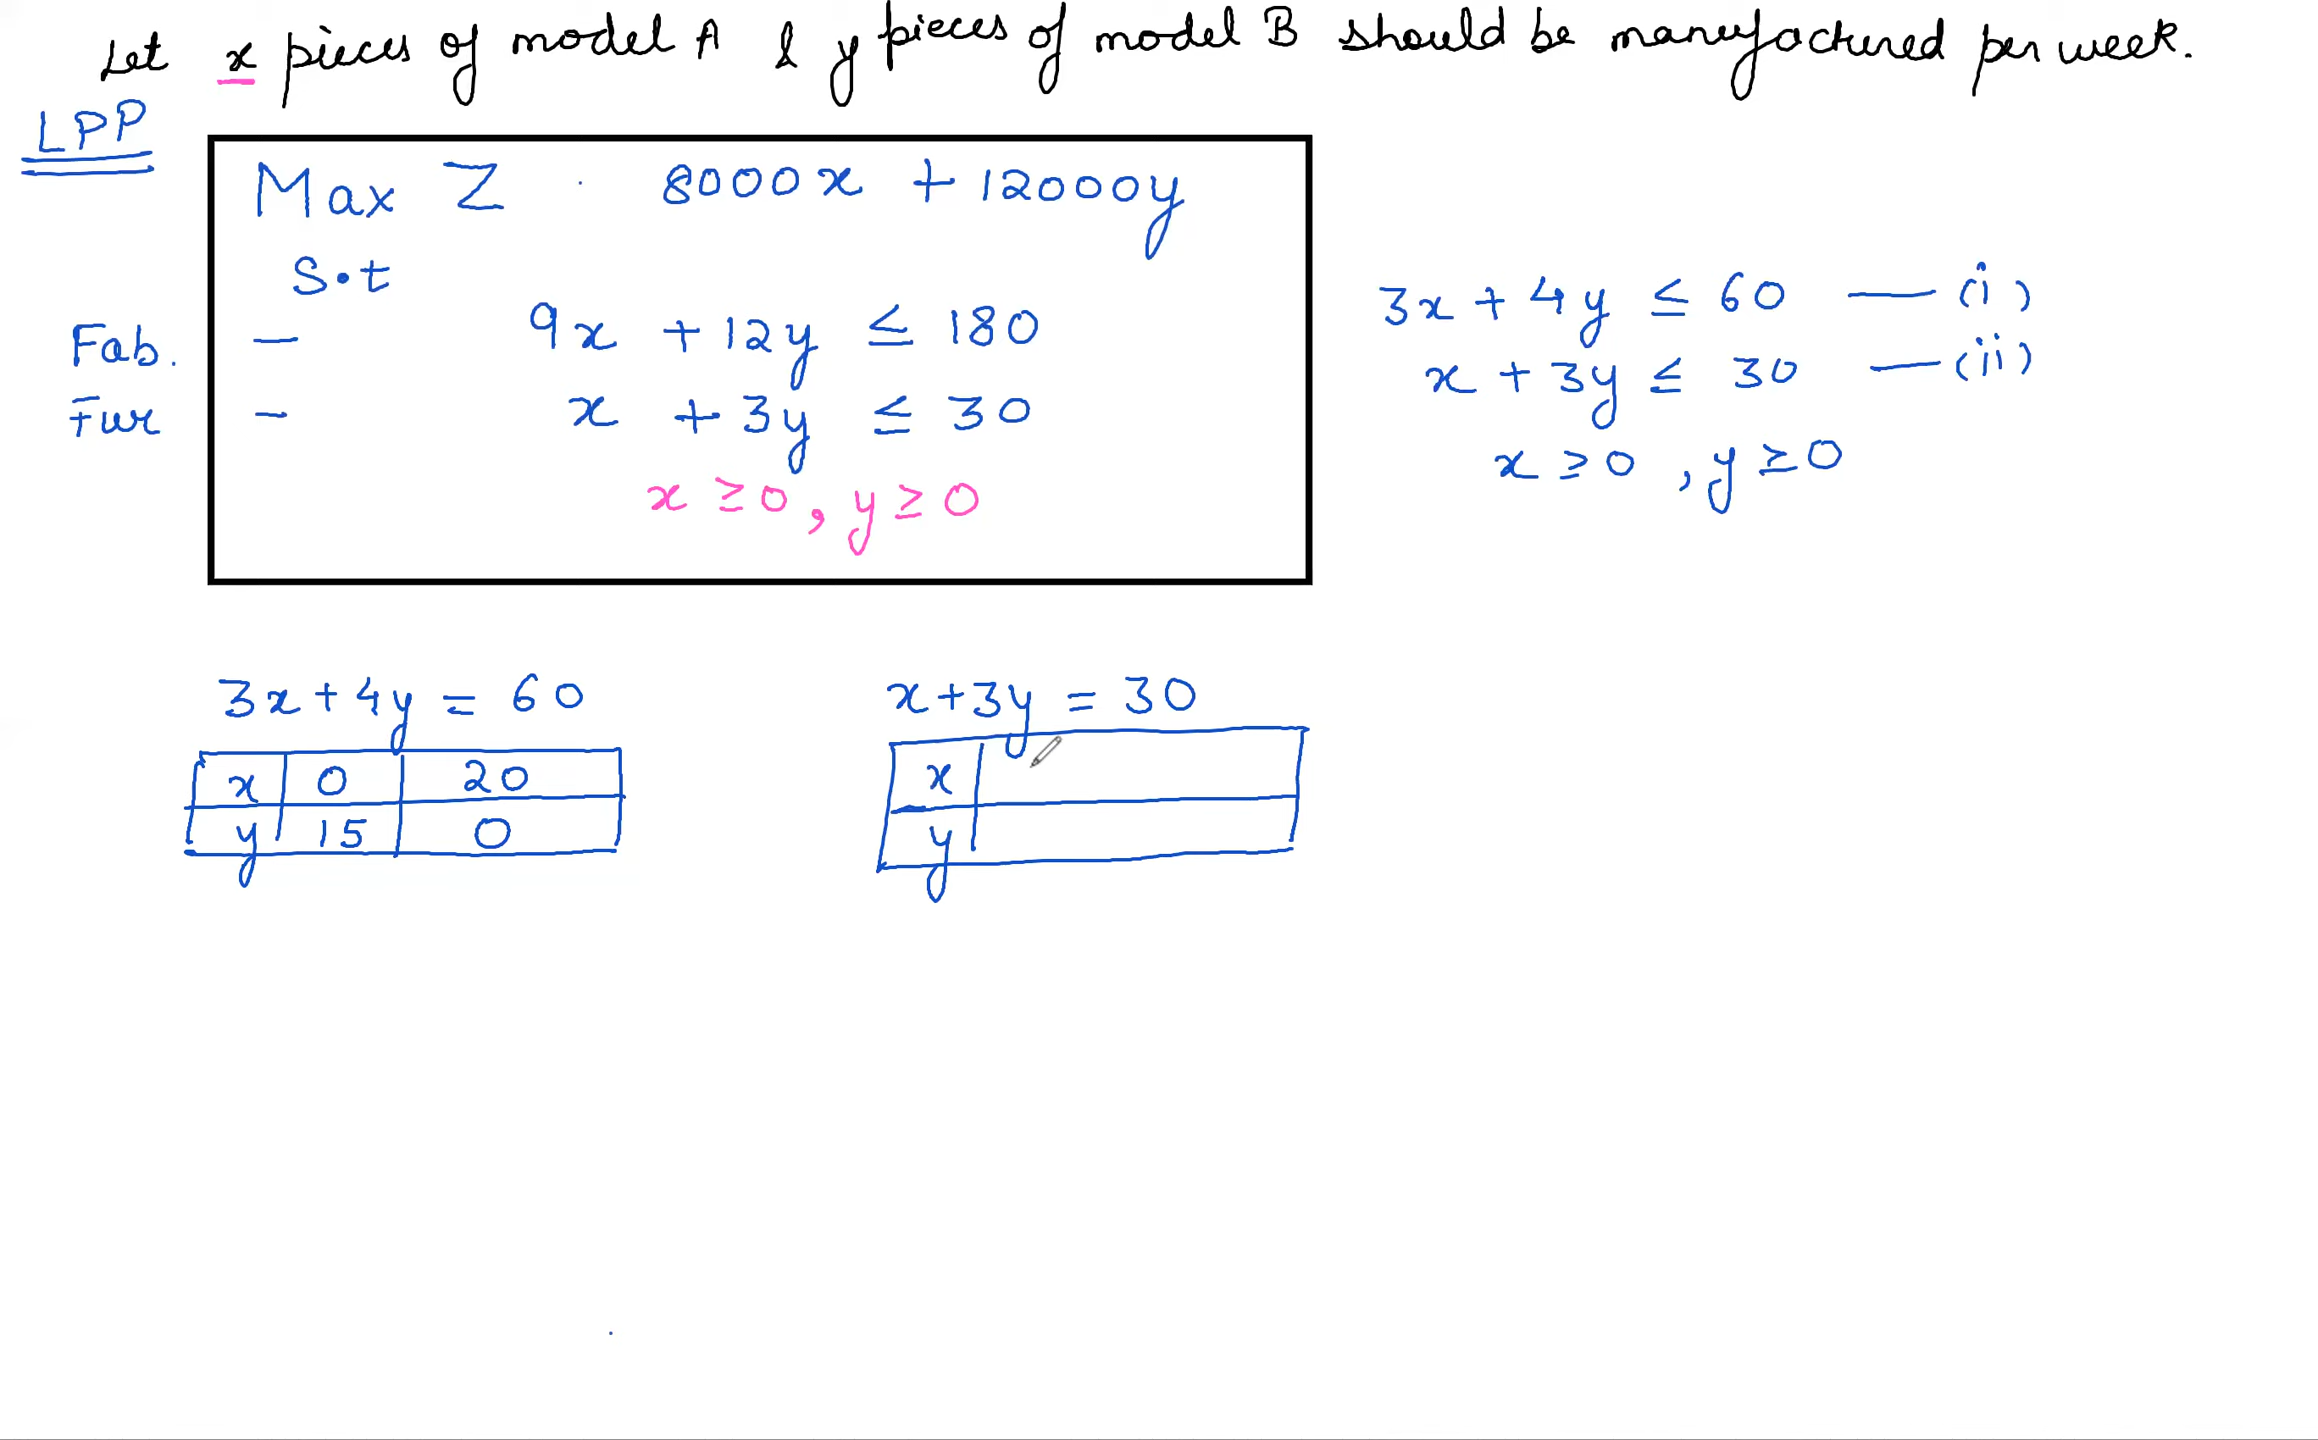 Let x pieces of model A & y pieces of model B should be manufactured per week.
LPP
Max Z 8000x + 12000y
S.t
Fab. - 9x + 12y ≤ 180
Fur - x + 3y ≤ 30
x ≥ 0, y ≥ 0
3x + 4y ≤ 60 — (i)
x + 3y ≤ 30 — (ii)
x ≥ 0, y ≥ 0
3x + 4y = 60
x 0 20
y 15 0
x + 3y = 30
x
y